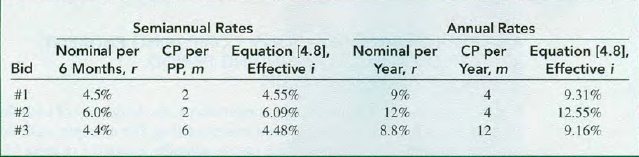 Semiannual Rates Annual Rates
Nominal per CP per Equation [4.8], Nominal per CP per Equation [4.8],
Bid 6 Months, r PP, m Effective i Year, r Year, m Effective i
#1 4.5% 2 4.55% 9% 4 9.31%
#2 6.0% 2 6.09% 12% 4 12.55%
#3 4.4% 6 4.48% 8.8% 12 9.16%